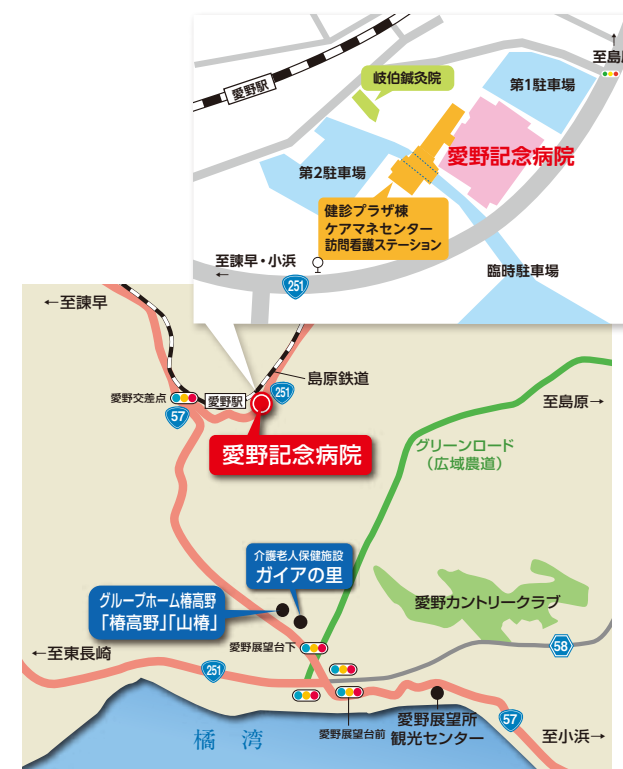 ↑
至島原
愛野駅
岐伯鍼灸院
第1駐車場
愛野記念病院
第2駐車場
健診プラザ棟
ケアマネセンター
訪問看護ステーション
至諫早・小浜
←
251
臨時駐車場
←至諫早
島原鉄道
愛野交差点
愛野駅
251
57
至島原→
愛野記念病院
グリーンロード
(広域農道)
介護老人保健施設
ガイアの里
グループホーム椿高野
「椿高野」「山椿」
愛野カントリークラブ
愛野展望台下
58
←至東長崎
251
愛野展望所
観光センター
57
愛野展望台前
至小浜→
橘 湾